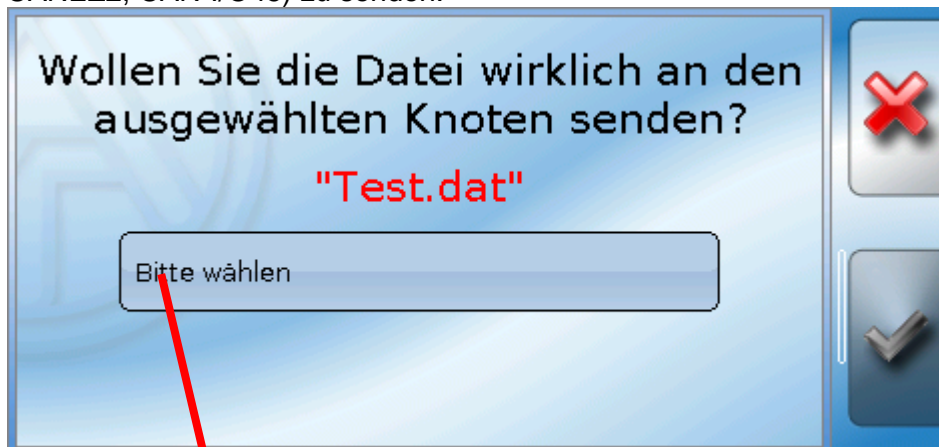 Wollen Sie die Datei wirklich an den
ausgewählten Knoten senden?
"Test.dat"
Bitte wählen